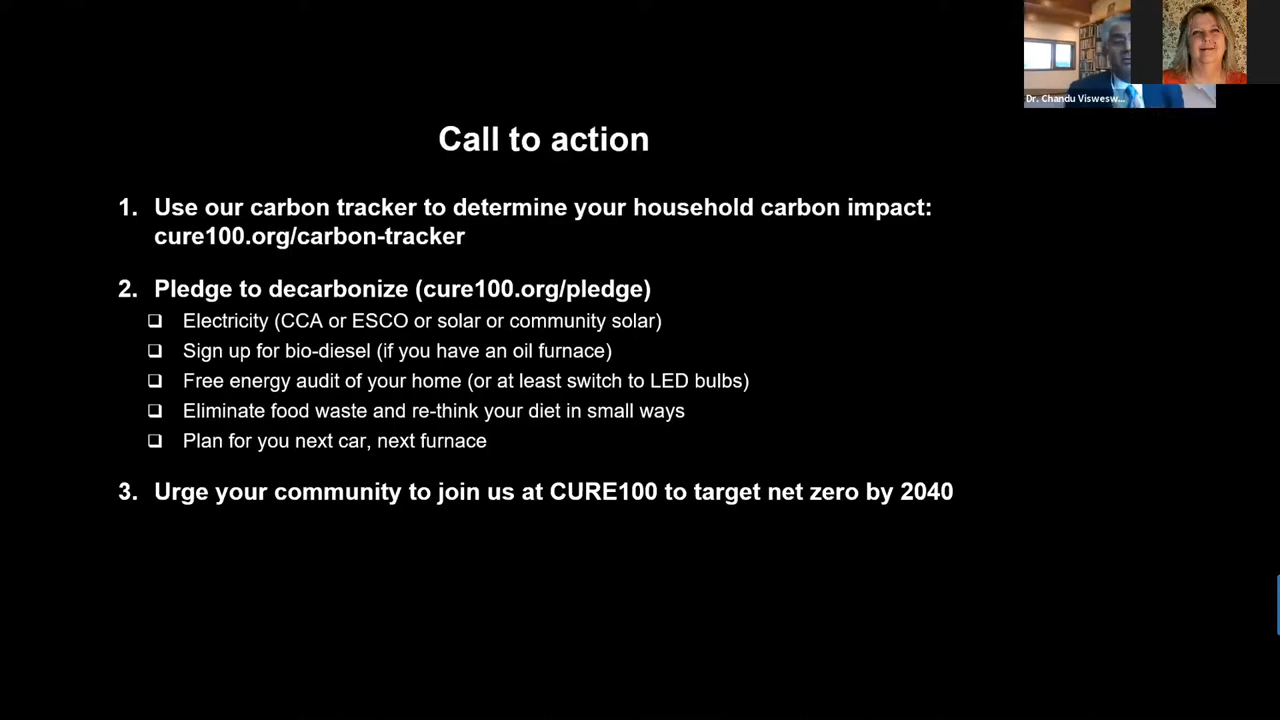 Dr. Chandu Viswesw...
Call to action
1. Use our carbon tracker to determine your household carbon impact:
cure100.org/carbon-tracker
2. Pledge to decarbonize (cure100.org/pledge)
❑ Electricity (CCA or ESCO or solar or community solar)
❑ Sign up for bio-diesel (if you have an oil furnace)
❑ Free energy audit of your home (or at least switch to LED bulbs)
❑ Eliminate food waste and re-think your diet in small ways
❑ Plan for you next car, next furnace
3. Urge your community to join us at CURE100 to target net zero by 2040